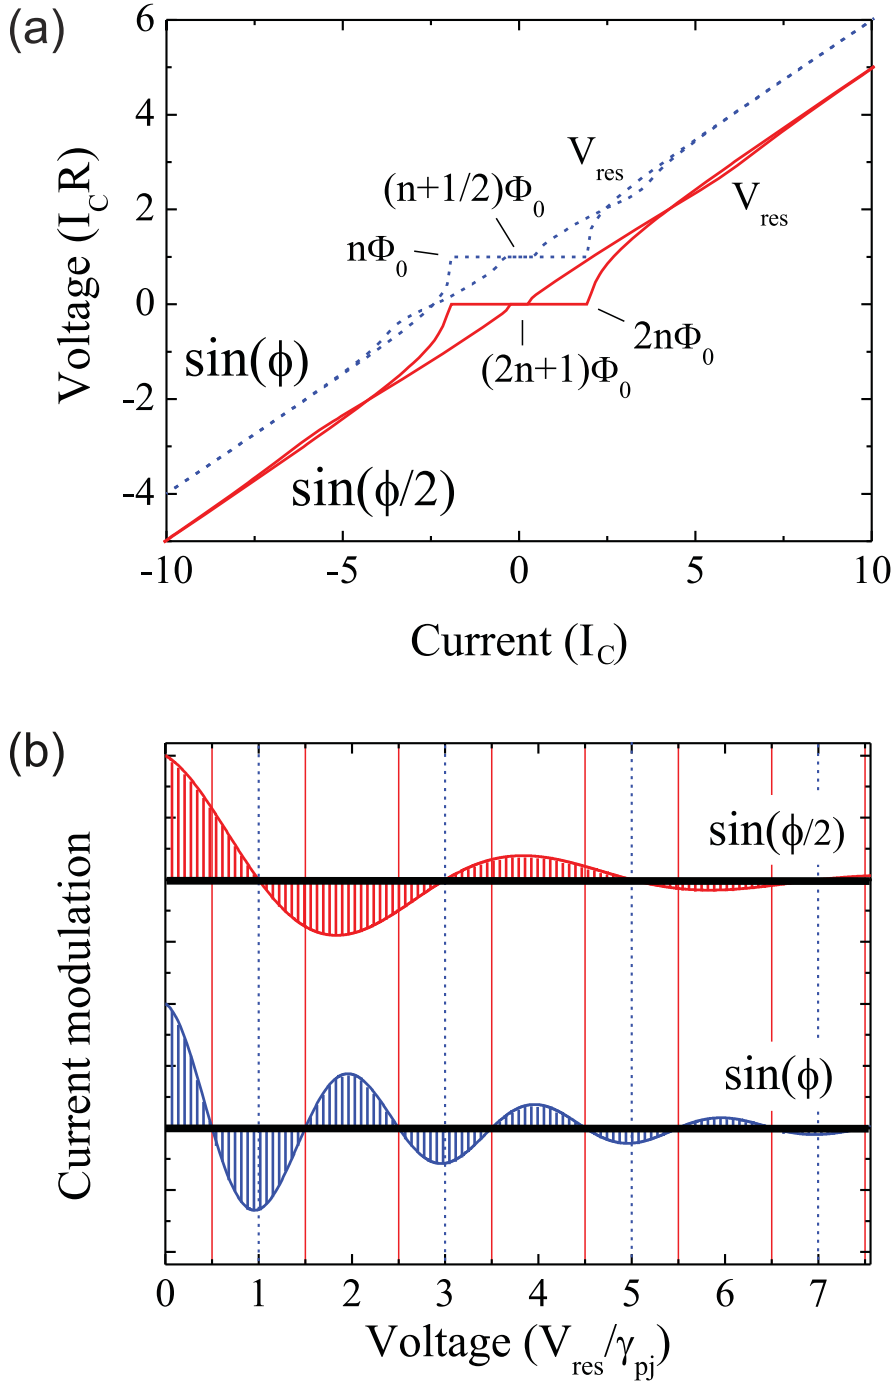 (a)
6
4
2
0
-2
-4
Voltage (I_C R)
V_res
(n+1/2)Φ_0
V_res
nΦ_0
2nΦ_0
(2n+1)Φ_0
sin(ϕ)
sin(ϕ/2)
-10 -5 0 5 10
Current (I_C)
(b)
Current modulation
sin(ϕ/2)
sin(ϕ)
0 1 2 3 4 5 6 7
Voltage (V_res/γ_pj)